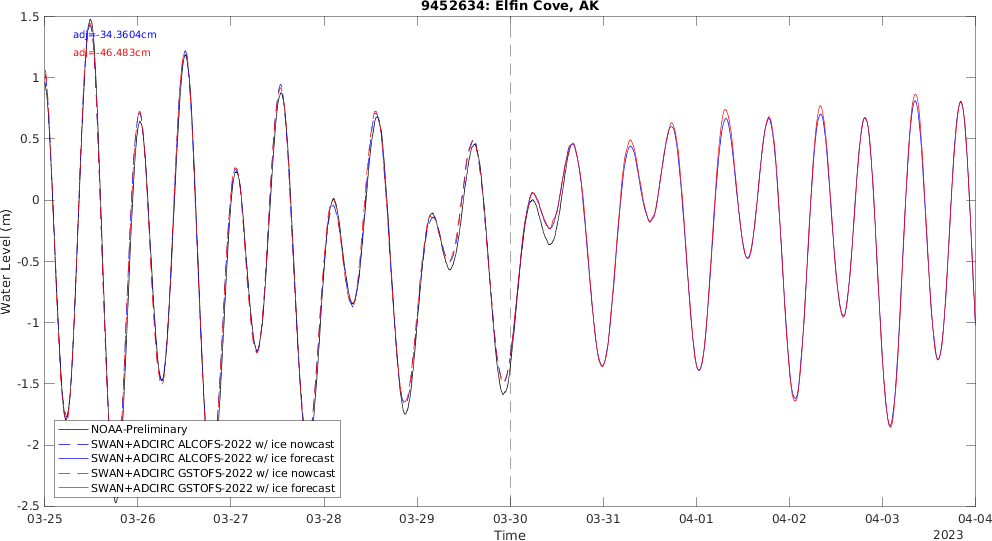 9452634: Elfin Cove, AK
adj=-34.3604cm
adj=-46.483cm
1.5
1
0.5
0
-0.5
-1
-1.5
-2
-2.5
Water Level (m)
NOAA-Preliminary
SWAN+ADCIRC ALCOFS-2022 w/ ice nowcast
SWAN+ADCIRC ALCOFS-2022 w/ ice forecast
SWAN+ADCIRC GSTOFS-2022 w/ ice nowcast
SWAN+ADCIRC GSTOFS-2022 w/ ice forecast
03-25 03-26 03-27 03-28 03-29 03-30 03-31 04-01 04-02 04-03 04-04
Time
2023